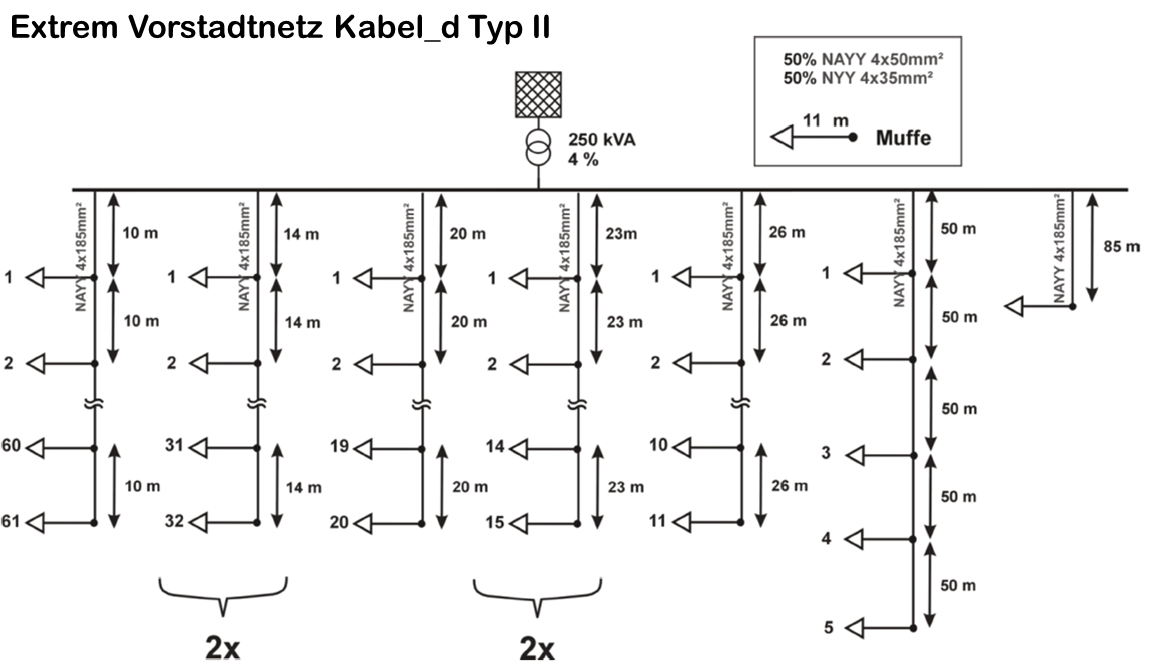 Extrem Vorstadtnetz Kabel_d Typ II
50% NAYY 4x50mm²
50% NYY 4x35mm²
11 m
Muffe
250 kVA
4 %
NAYY 4x185mm²
10 m
1
10 m
2
60
10 m
61
NAYY 4x185mm²
14 m
1
14 m
2
31
14 m
32
2x
NAYY 4x185mm²
20 m
1
20 m
2
19
20 m
20
NAYY 4x185mm²
23m
1
23 m
2
14
23 m
15
2x
NAYY 4x185mm²
26 m
1
26 m
2
10
26 m
11
NAYY 4x185mm²
50 m
1
50 m
2
50 m
3
50 m
4
50 m
5
NAYY 4x185mm²
85 m